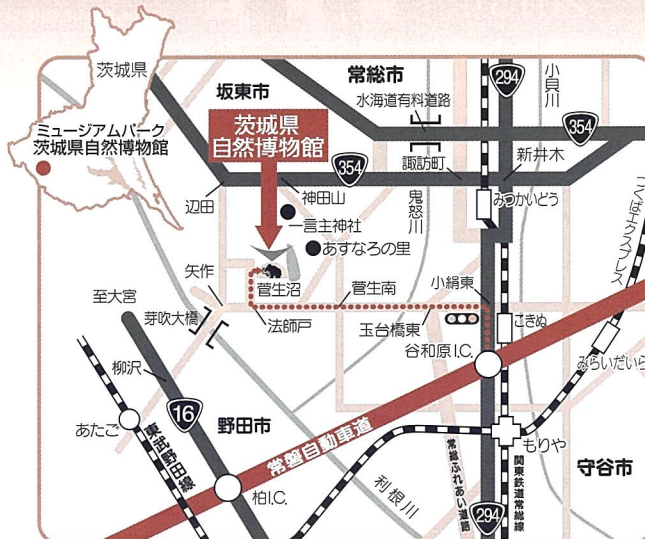 茨城県
ミュージアムパーク
茨城県自然博物館
坂東市
常総市
水海道有料道路
294
小貝川
354
茨城県
自然博物館
354
諏訪町
新井木
辺田
神田山
一言主神社
鬼怒川
みつかいどう
あすなろの里
つくばエクスプレス
矢作
菅生沼
菅生南
小絹東
至大宮
芽吹大橋
法師戸
玉台橋東
こきぬ
谷和原I.C.
みらいだいら
柳沢
16
野田市
あたご
東武野田線
常磐自動車道
もりや
守谷市
柏I.C.
利根川
常総ふれあい道路
関東鉄道常総線
294